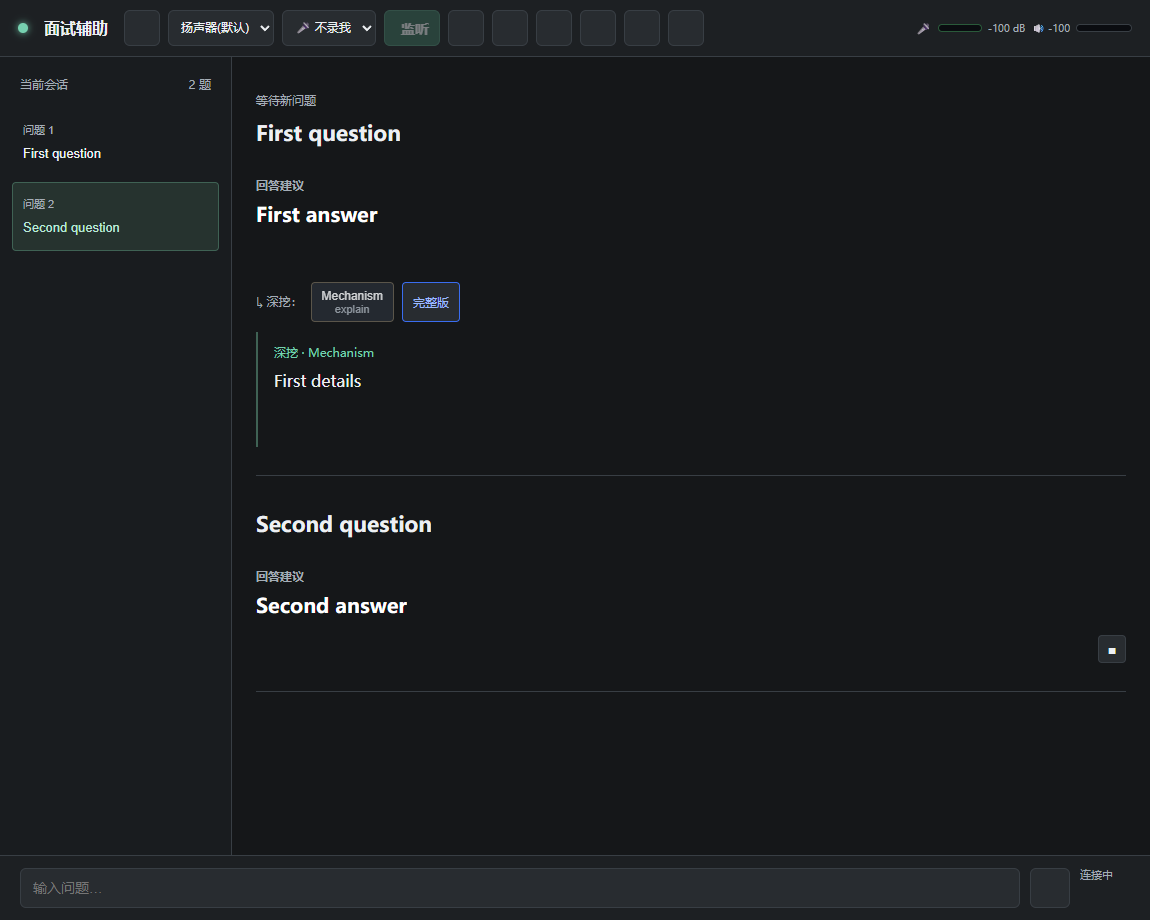 面试辅助
扬声器(默认)
不录我
监听
-100 dB
-100
当前会话
2 题
问题 1
First question
问题 2
Second question
等待新问题
First question
回答建议
First answer
↳ 深挖：
Mechanism
explain
完整版
深挖 · Mechanism
First details
Second question
回答建议
Second answer
输入问题...
连接中